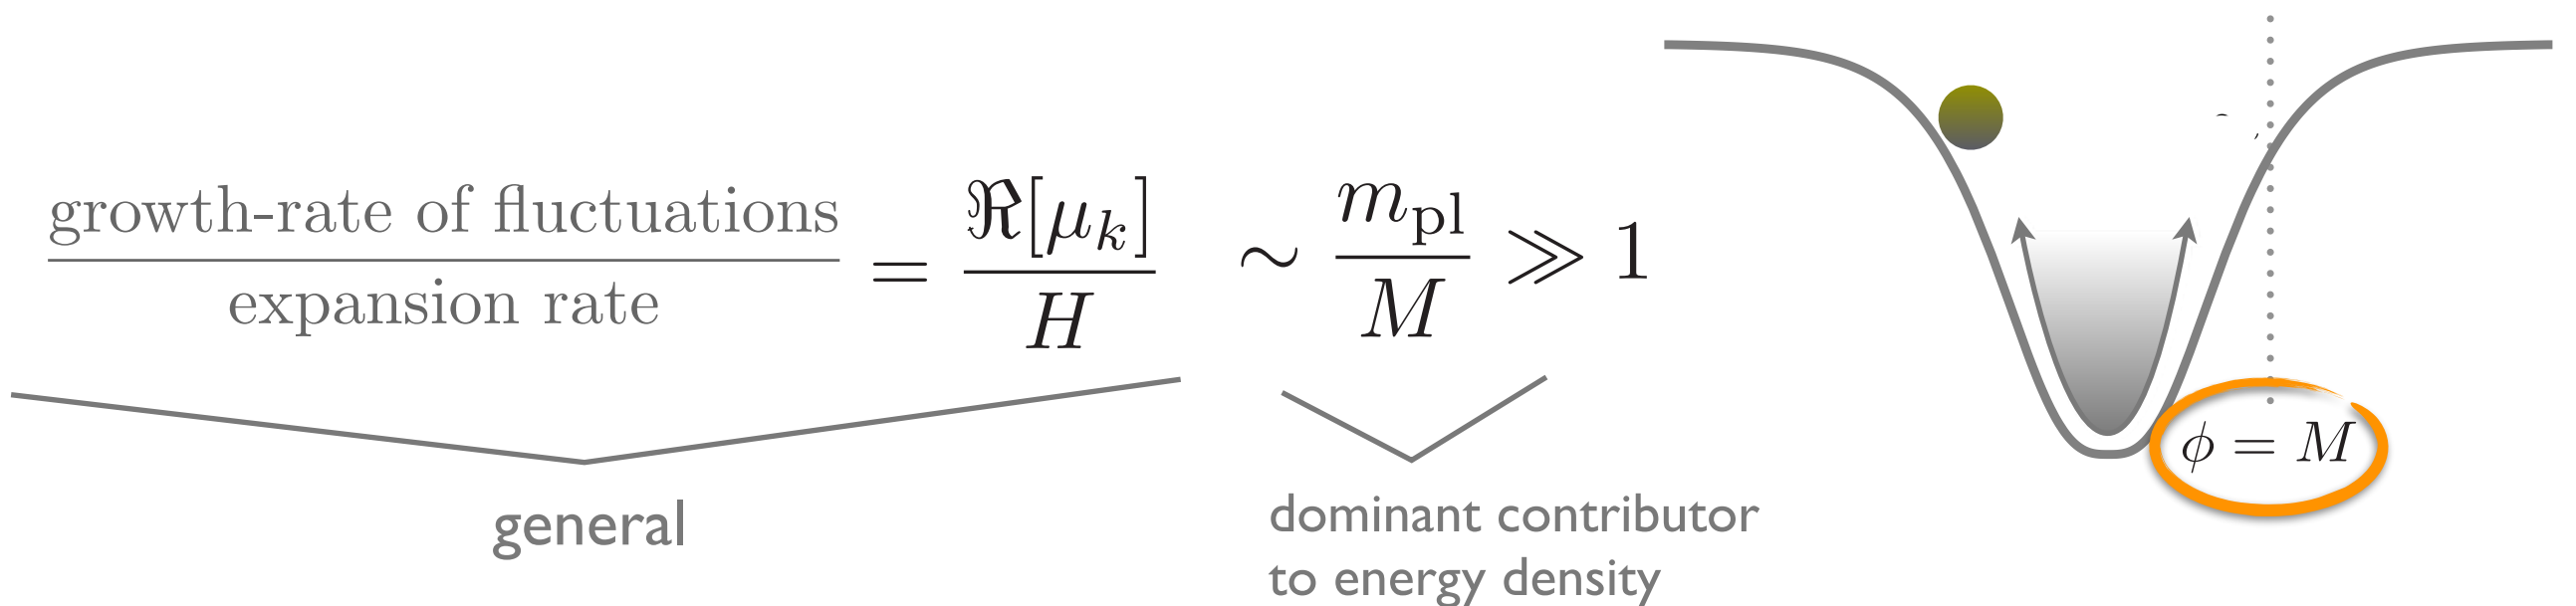 growth-rate of fluctuations
expansion rate
= ℜ[μ_k] / H ∼ m_pl / M ≫ 1
ϕ = M
general
dominant contributor
to energy density